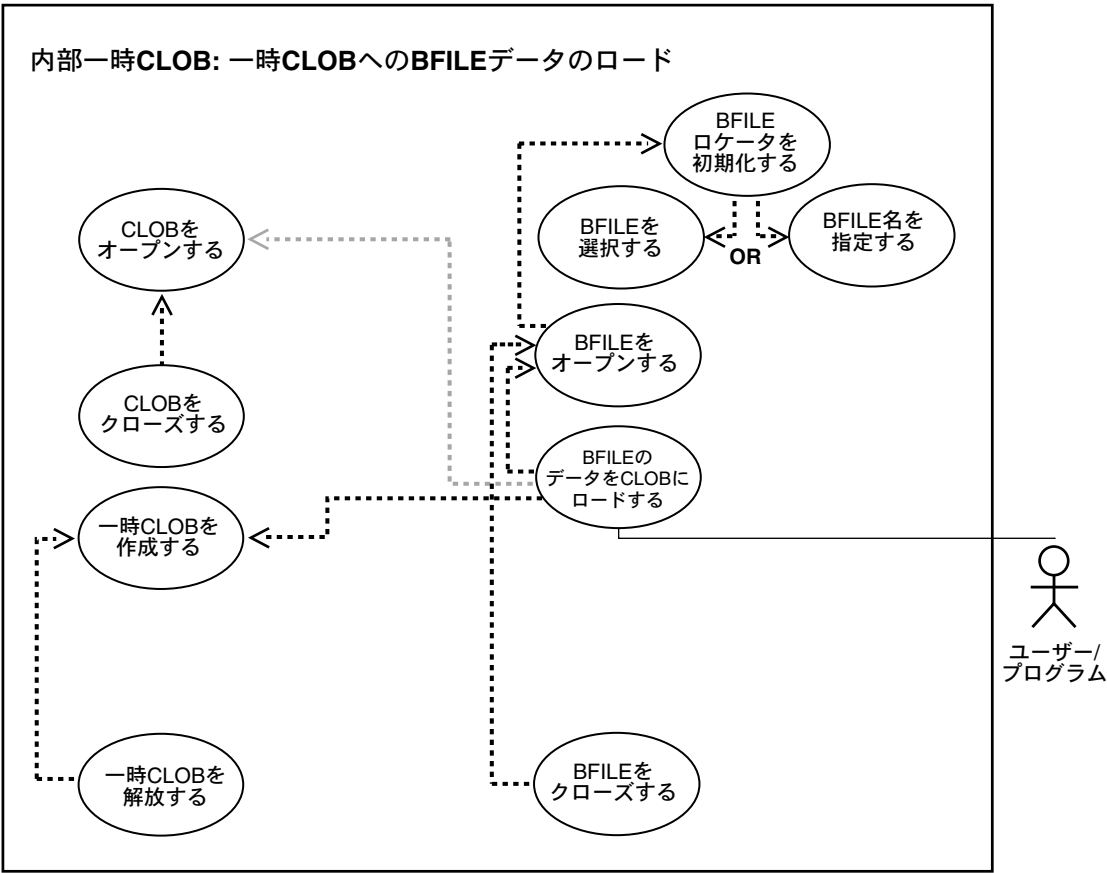 内部一時CLOB: 一時CLOBへのBFILEデータのロード
BFILE
ロケータを
初期化する
CLOBを
オープンする
BFILEを
選択する
OR
BFILE名を
指定する
BFILEを
オープンする
CLOBを
クローズする
BFILEの
データをCLOBに
ロードする
一時CLOBを
作成する
ユーザー/
プログラム
一時CLOBを
解放する
BFILEを
クローズする